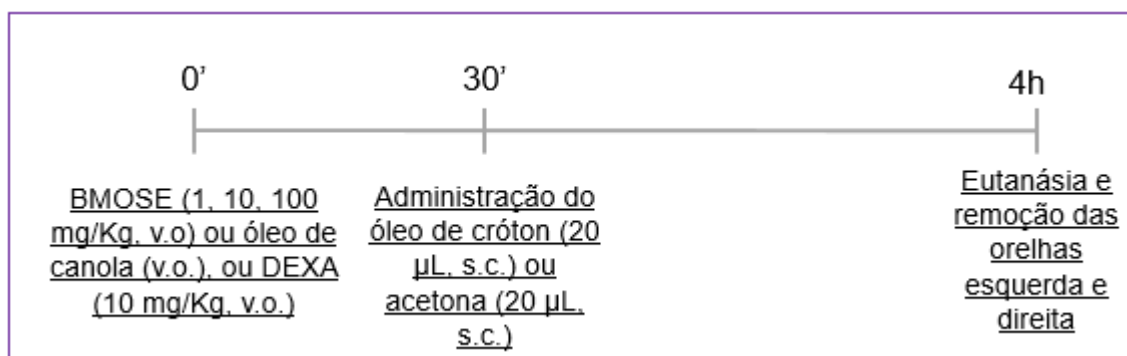 0’
30’
4h
BMOSE (1, 10, 100
mg/Kg, v.o) ou óleo de
canola (v.o.), ou DEXA
(10 mg/Kg, v.o.)
Administração do
óleo de cróton (20
µL, s.c.) ou
acetona (20 µL,
s.c.)
Eutanásia e
remoção das
orelhas
esquerda e
direita